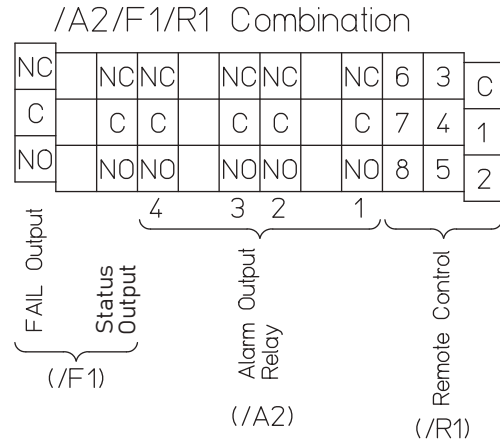 /A2/F1/R1 Combination
NC NC NC NC NC NC 6 3 C
C C C C C C 7 4 1
NO NO NO NO NO NO 8 5 2
4 3 2 1
FAIL Output
Status
Output
Alarm Output
Relay
Remote Control
(/F1)
(/A2)
(/R1)